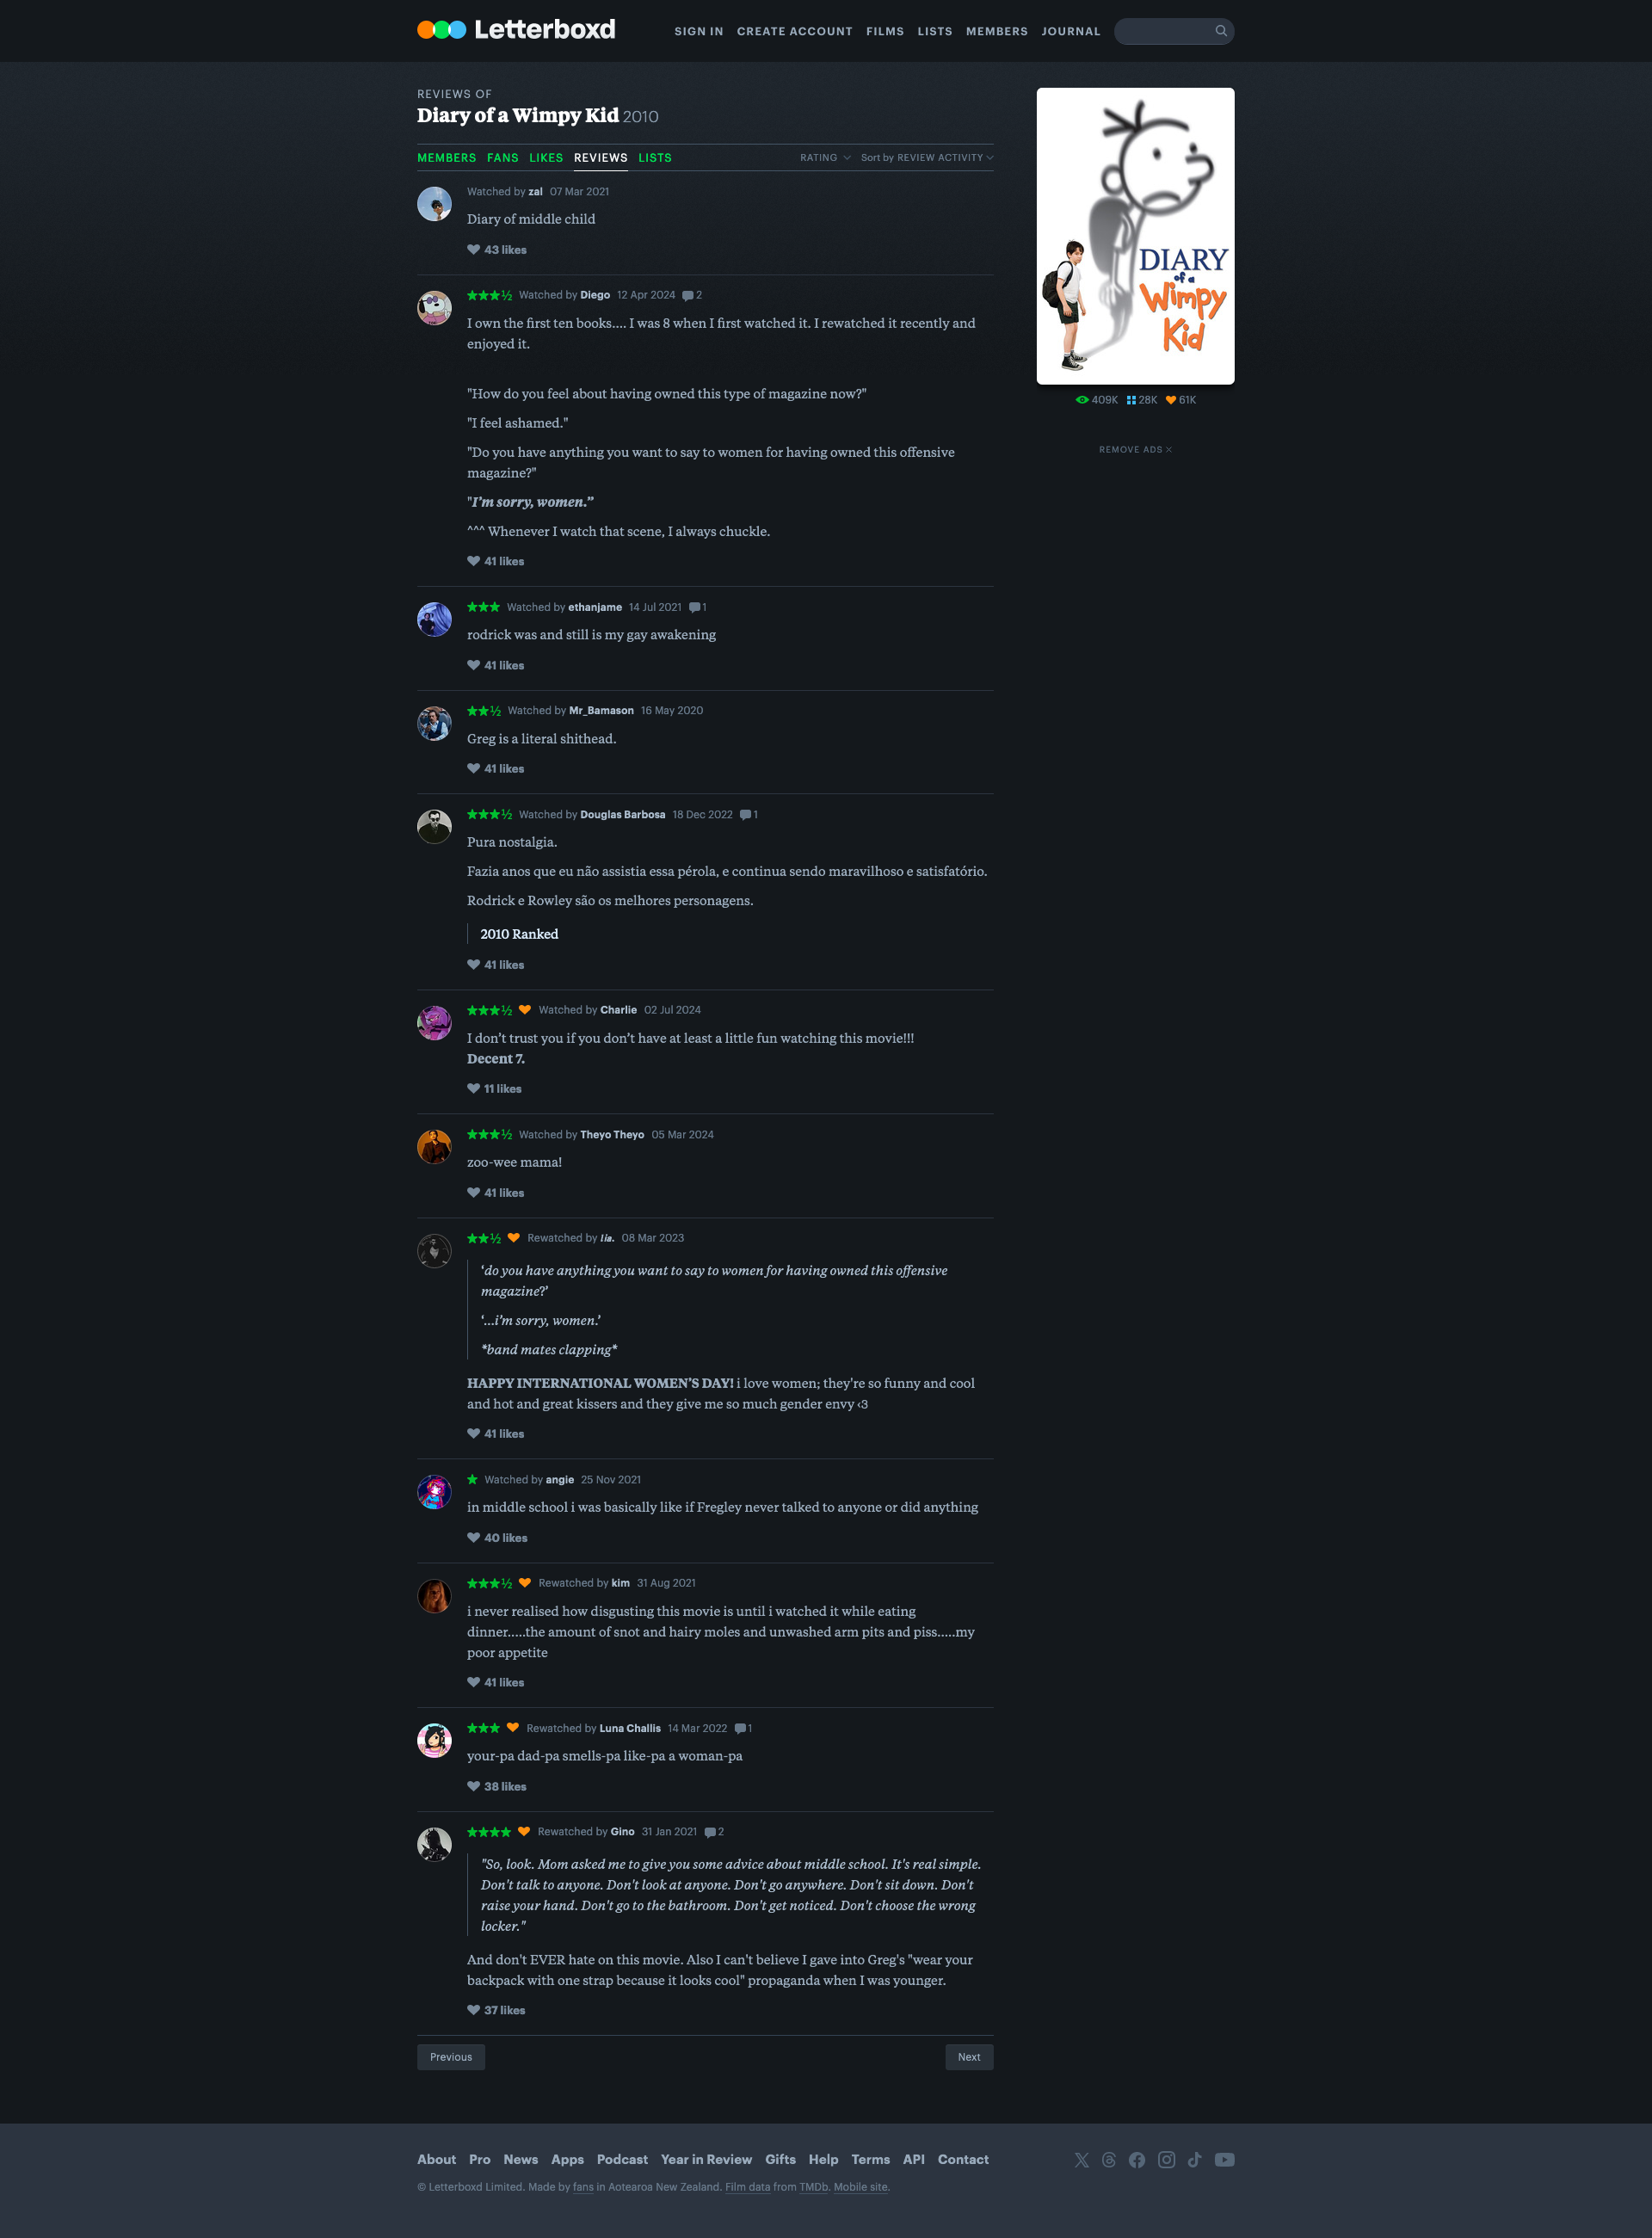 Letterboxd
SIGN IN CREATE ACCOUNT FILMS LISTS MEMBERS JOURNAL
REVIEWS OF
Diary of a Wimpy Kid 2010
MEMBERS FANS LIKES REVIEWS LISTS RATING Sort by REVIEW ACTIVITY
Watched by zal 07 Mar 2021
Diary of middle child
43 likes
★★★½ Watched by Diego 12 Apr 2024 2
I own the first ten books.... I was 8 when I first watched it. I rewatched it recently and
enjoyed it.
"How do you feel about having owned this type of magazine now?"
"I feel ashamed."
"Do you have anything you want to say to women for having owned this offensive
magazine?"
"I’m sorry, women.”
^^^ Whenever I watch that scene, I always chuckle.
41 likes
★★★ Watched by ethanjame 14 Jul 2021 1
rodrick was and still is my gay awakening
41 likes
★★½ Watched by Mr_Bamason 16 May 2020
Greg is a literal shithead.
41 likes
★★★½ Watched by Douglas Barbosa 18 Dec 2022 1
Pura nostalgia.
Fazia anos que eu não assistia essa pérola, e continua sendo maravilhoso e satisfatório.
Rodrick e Rowley são os melhores personagens.
2010 Ranked
41 likes
★★★½ Watched by Charlie 02 Jul 2024
I don’t trust you if you don’t have at least a little fun watching this movie!!!
Decent 7.
11 likes
★★★½ Watched by Theyo Theyo 05 Mar 2024
zoo-wee mama!
41 likes
★★½ Rewatched by lia. 08 Mar 2023
‘do you have anything you want to say to women for having owned this offensive
magazine?’
‘…i’m sorry, women.’
*band mates clapping*
HAPPY INTERNATIONAL WOMEN’S DAY! i love women; they’re so funny and cool
and hot and great kissers and they give me so much gender envy <3
41 likes
★ Watched by angie 25 Nov 2021
in middle school i was basically like if Fregley never talked to anyone or did anything
40 likes
★★★½ Rewatched by kim 31 Aug 2021
i never realised how disgusting this movie is until i watched it while eating
dinner.....the amount of snot and hairy moles and unwashed arm pits and piss.....my
poor appetite
41 likes
★★★ Rewatched by Luna Challis 14 Mar 2022 1
your-pa dad-pa smells-pa like-pa a woman-pa
38 likes
★★★★ Rewatched by Gino 31 Jan 2021 2
"So, look. Mom asked me to give you some advice about middle school. It's real simple.
Don't talk to anyone. Don't look at anyone. Don't go anywhere. Don't sit down. Don't
raise your hand. Don't go to the bathroom. Don't get noticed. Don't choose the wrong
locker."
And don't EVER hate on this movie. Also I can't believe I gave into Greg's "wear your
backpack with one strap because it looks cool" propaganda when I was younger.
37 likes
Previous Next
DIARY
of a
Wimpy
Kid
409K 28K 61K
REMOVE ADS
About Pro News Apps Podcast Year in Review Gifts Help Terms API Contact
© Letterboxd Limited. Made by fans in Aotearoa New Zealand. Film data from TMDb. Mobile site.